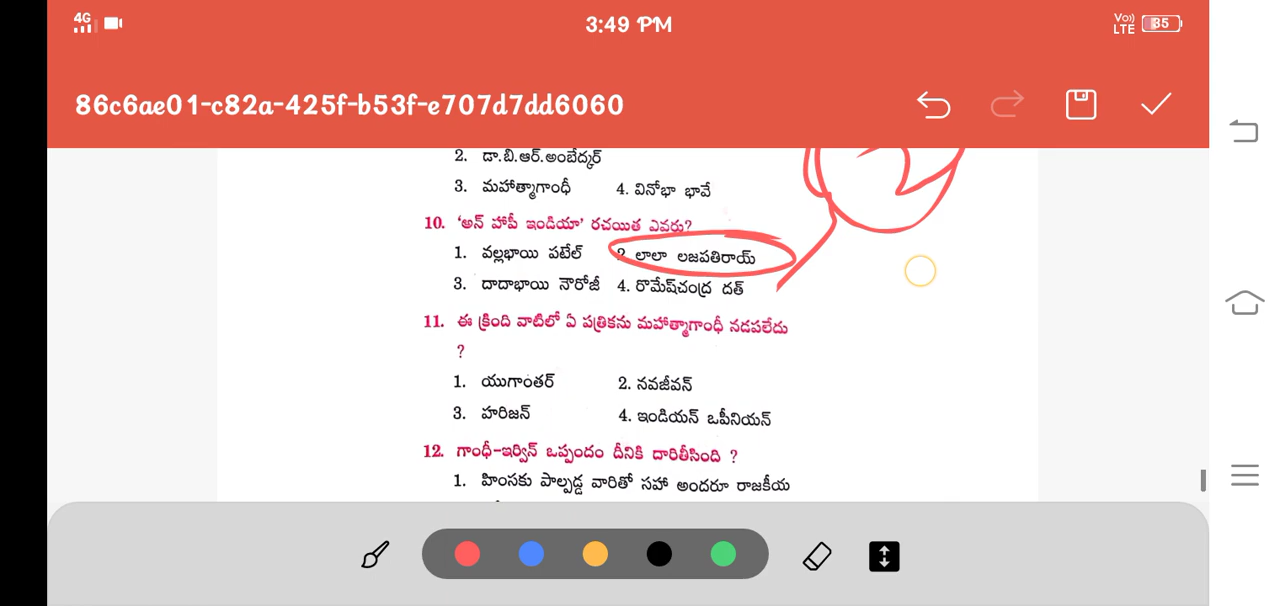 4G 3:49 PM Vo)) LTE 35
86c6ae01-c82a-425f-b53f-e707d7dd6060
2. డా.బి.ఆర్.అంబేద్కర్
3. మహాత్మాగాంధీ 4. వినోభా భావే
10. 'అన్ హాపీ ఇండియా' రచయిత ఎవరు?
1. వల్లభాయి పటేల్ 2. లాలా లజపతిరాయ్
3. దాదాభాయి నౌరోజీ 4. రొమేష్‌చంద్ర దత్
11. ఈ క్రింది వాటిలో ఏ పత్రికను మహాత్మాగాంధీ నడపలేదు
?
1. యుగాంతర్ 2. నవజీవన్
3. హరిజన్ 4. ఇండియన్ ఒపీనియన్
12. గాంధీ-ఇర్విన్ ఒప్పందం దీనికి దారితీసింది ?
1. హింసకు పాల్పడ్డ వారితో సహా అందరూ రాజకీయ